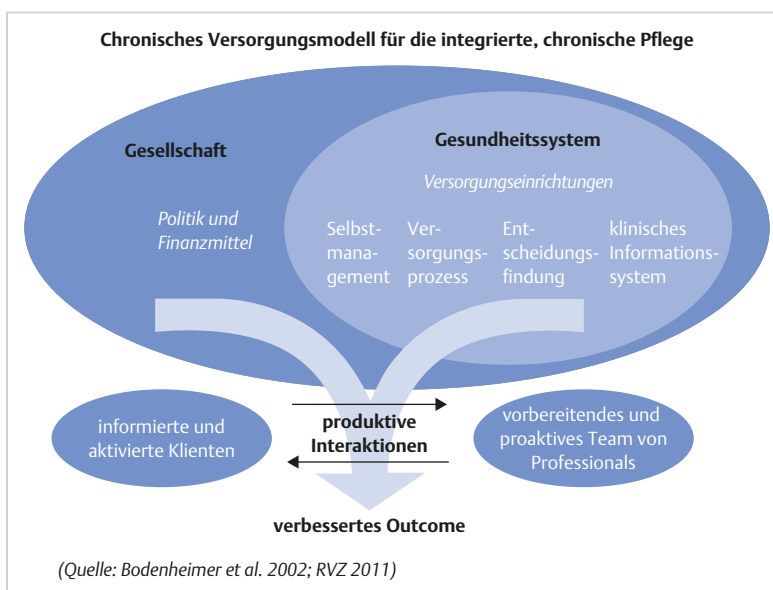 Chronisches Versorgungsmodell für die integrierte, chronische Pflege
Gesellschaft
Politik und
Finanzmittel
Gesundheitssystem
Versorgungseinrichtungen
Selbst-
mana-
gement
Ver-
sorgungs-
prozess
Ent-
scheidungs-
findung
klinisches
Informations-
system
informierte und
aktivierte Klienten
produktive
Interaktionen
vorbereitendes und
proaktives Team von
Professionals
verbessertes Outcome
(Quelle: Bodenheimer et al. 2002; RVZ 2011)